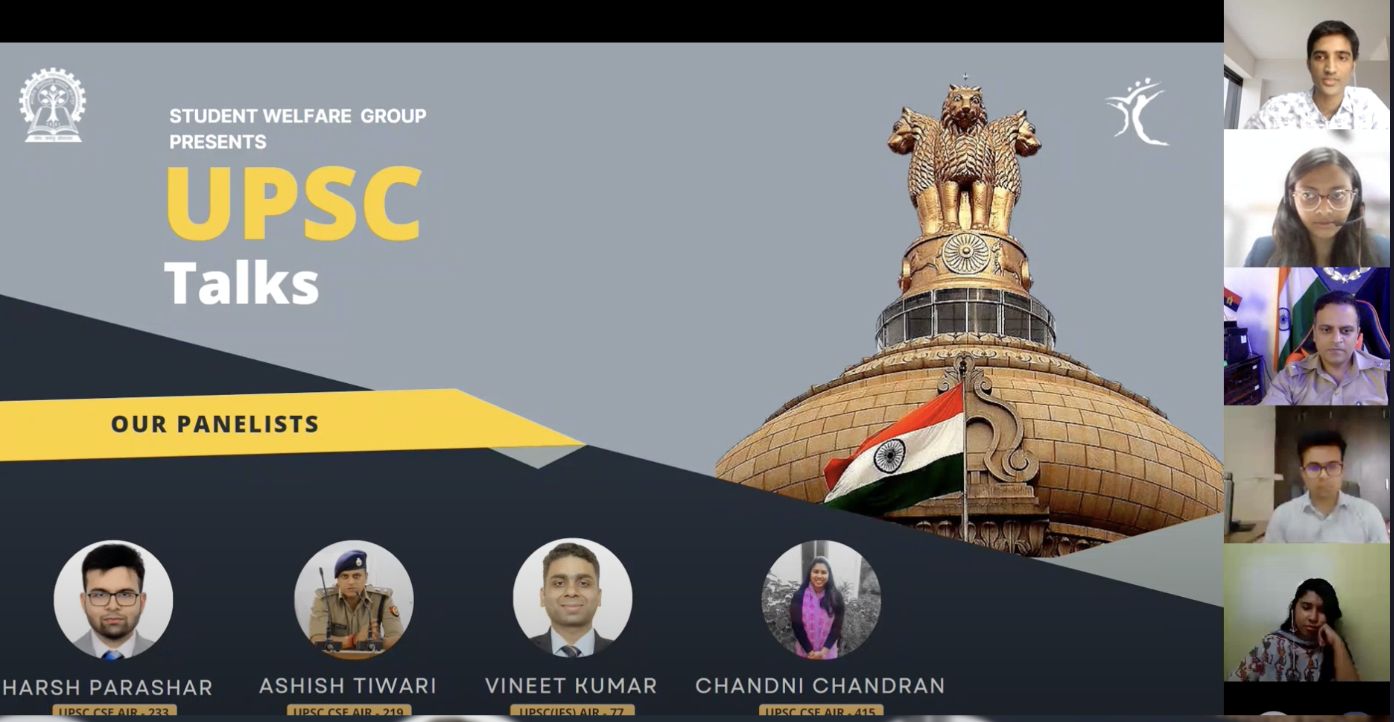 STUDENT WELFARE GROUP
PRESENTS
UPSC
Talks
OUR PANELISTS
HARSH PARASHAR
UPSC CSE AIR - 233
ASHISH TIWARI
UPSC CSE AIR - 219
VINEET KUMAR
UPSC(IFS) AIR - 77
CHANDNI CHANDRAN
UPSC CSE AIR - 415